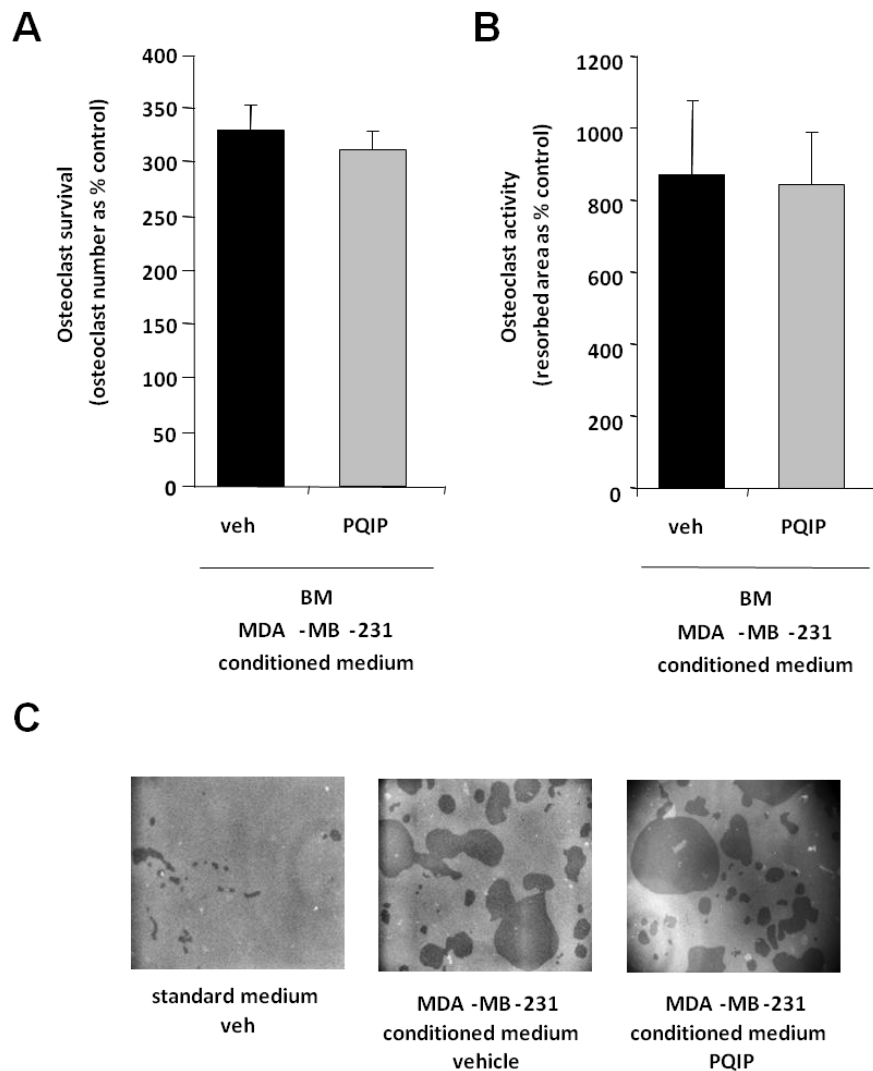 A
Osteoclast survival
(osteoclast number as % control)
400
350
300
250
200
150
100
50
0
veh PQIP
BM
MDA -MB -231
conditioned medium
B
Osteoclast activity
(resorbed area as % control)
1200
1000
800
600
400
200
0
veh PQIP
BM
MDA -MB -231
conditioned medium
C
standard medium
veh
MDA -MB -231
conditioned medium
vehicle
MDA -MB -231
conditioned medium
PQIP